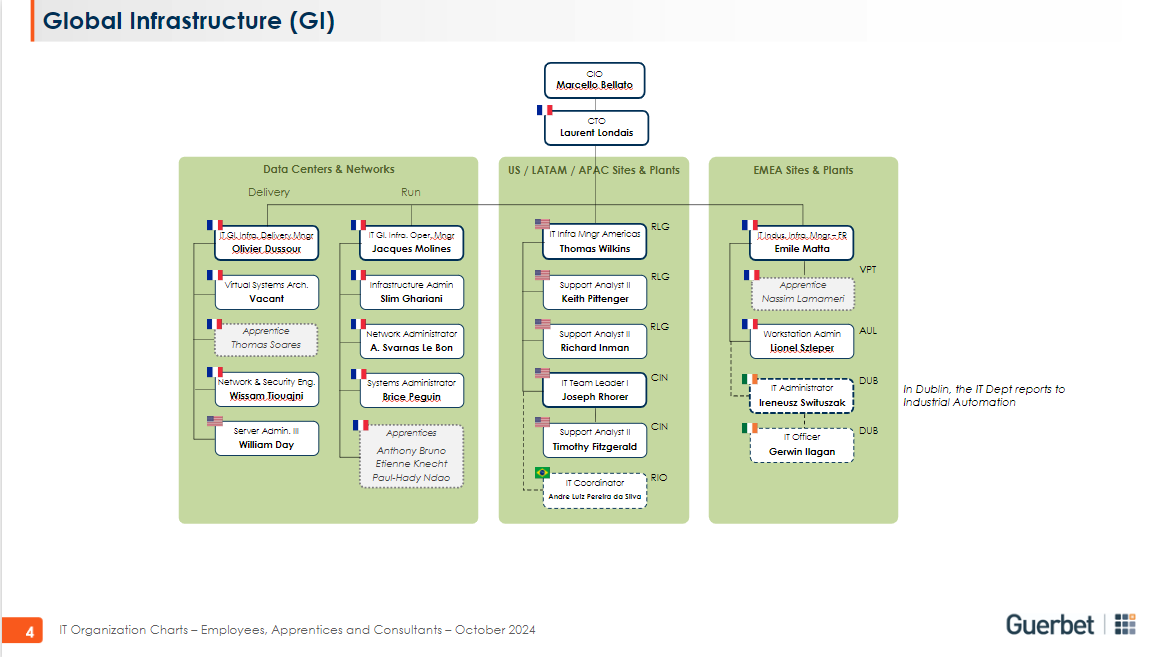 Global Infrastructure (GI)
CIO
Marcello Bellato
CTO
Laurent Londais
Data Centers & Networks
Delivery
Run
IT Gl. Infra. Delivery Mngr
Olivier Dussour
Virtual Systems Arch.
Vacant
Apprentice
Thomas Soares
Network & Security Eng.
Wissam Tiouajni
Server Admin. III
William Day
IT Gl. Infra. Oper. Mngr
Jacques Molines
Infrastructure Admin
Slim Ghariani
Network Administrator
A. Svarnas Le Bon
Systems Administrator
Brice Peguin
Apprentices
Anthony Bruno
Etienne Knecht
Paul-Hady Ndao
US / LATAM / APAC Sites & Plants
IT Infra Mngr Americas
Thomas Wilkins
RLG
Support Analyst II
Keith Pittenger
RLG
Support Analyst II
Richard Inman
RLG
IT Team Leader I
Joseph Rhorer
CIN
Support Analyst II
Timothy Fitzgerald
CIN
IT Coordinator
Andre Luiz Pereira da Silva
RIO
EMEA Sites & Plants
IT Indus. Infra. Mngr – FR
Emile Matta
VPT
Apprentice
Nassim Lamameri
Workstation Admin
Lionel Szleper
AUL
IT Administrator
Ireneusz Swituszak
DUB
IT Officer
Gerwin Ilagan
DUB
In Dublin, the IT Dept reports to
Industrial Automation
4
IT Organization Charts – Employees, Apprentices and Consultants – October 2024
Guerbet